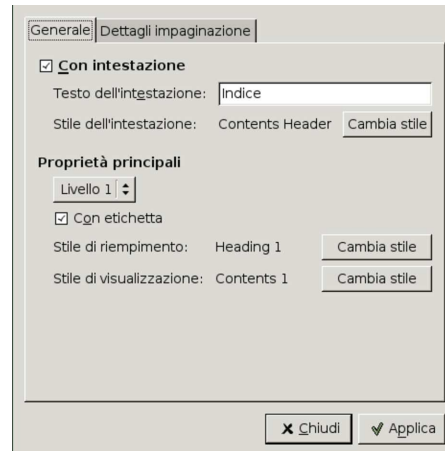 Generale Dettagli impaginazione
Con intestazione
Testo dell'intestazione: Indice
Stile dell'intestazione: Contents Header Cambia stile
Proprietà principali
Livello 1
Con etichetta
Stile di riempimento: Heading 1 Cambia stile
Stile di visualizzazione: Contents 1 Cambia stile
Chiudi Applica